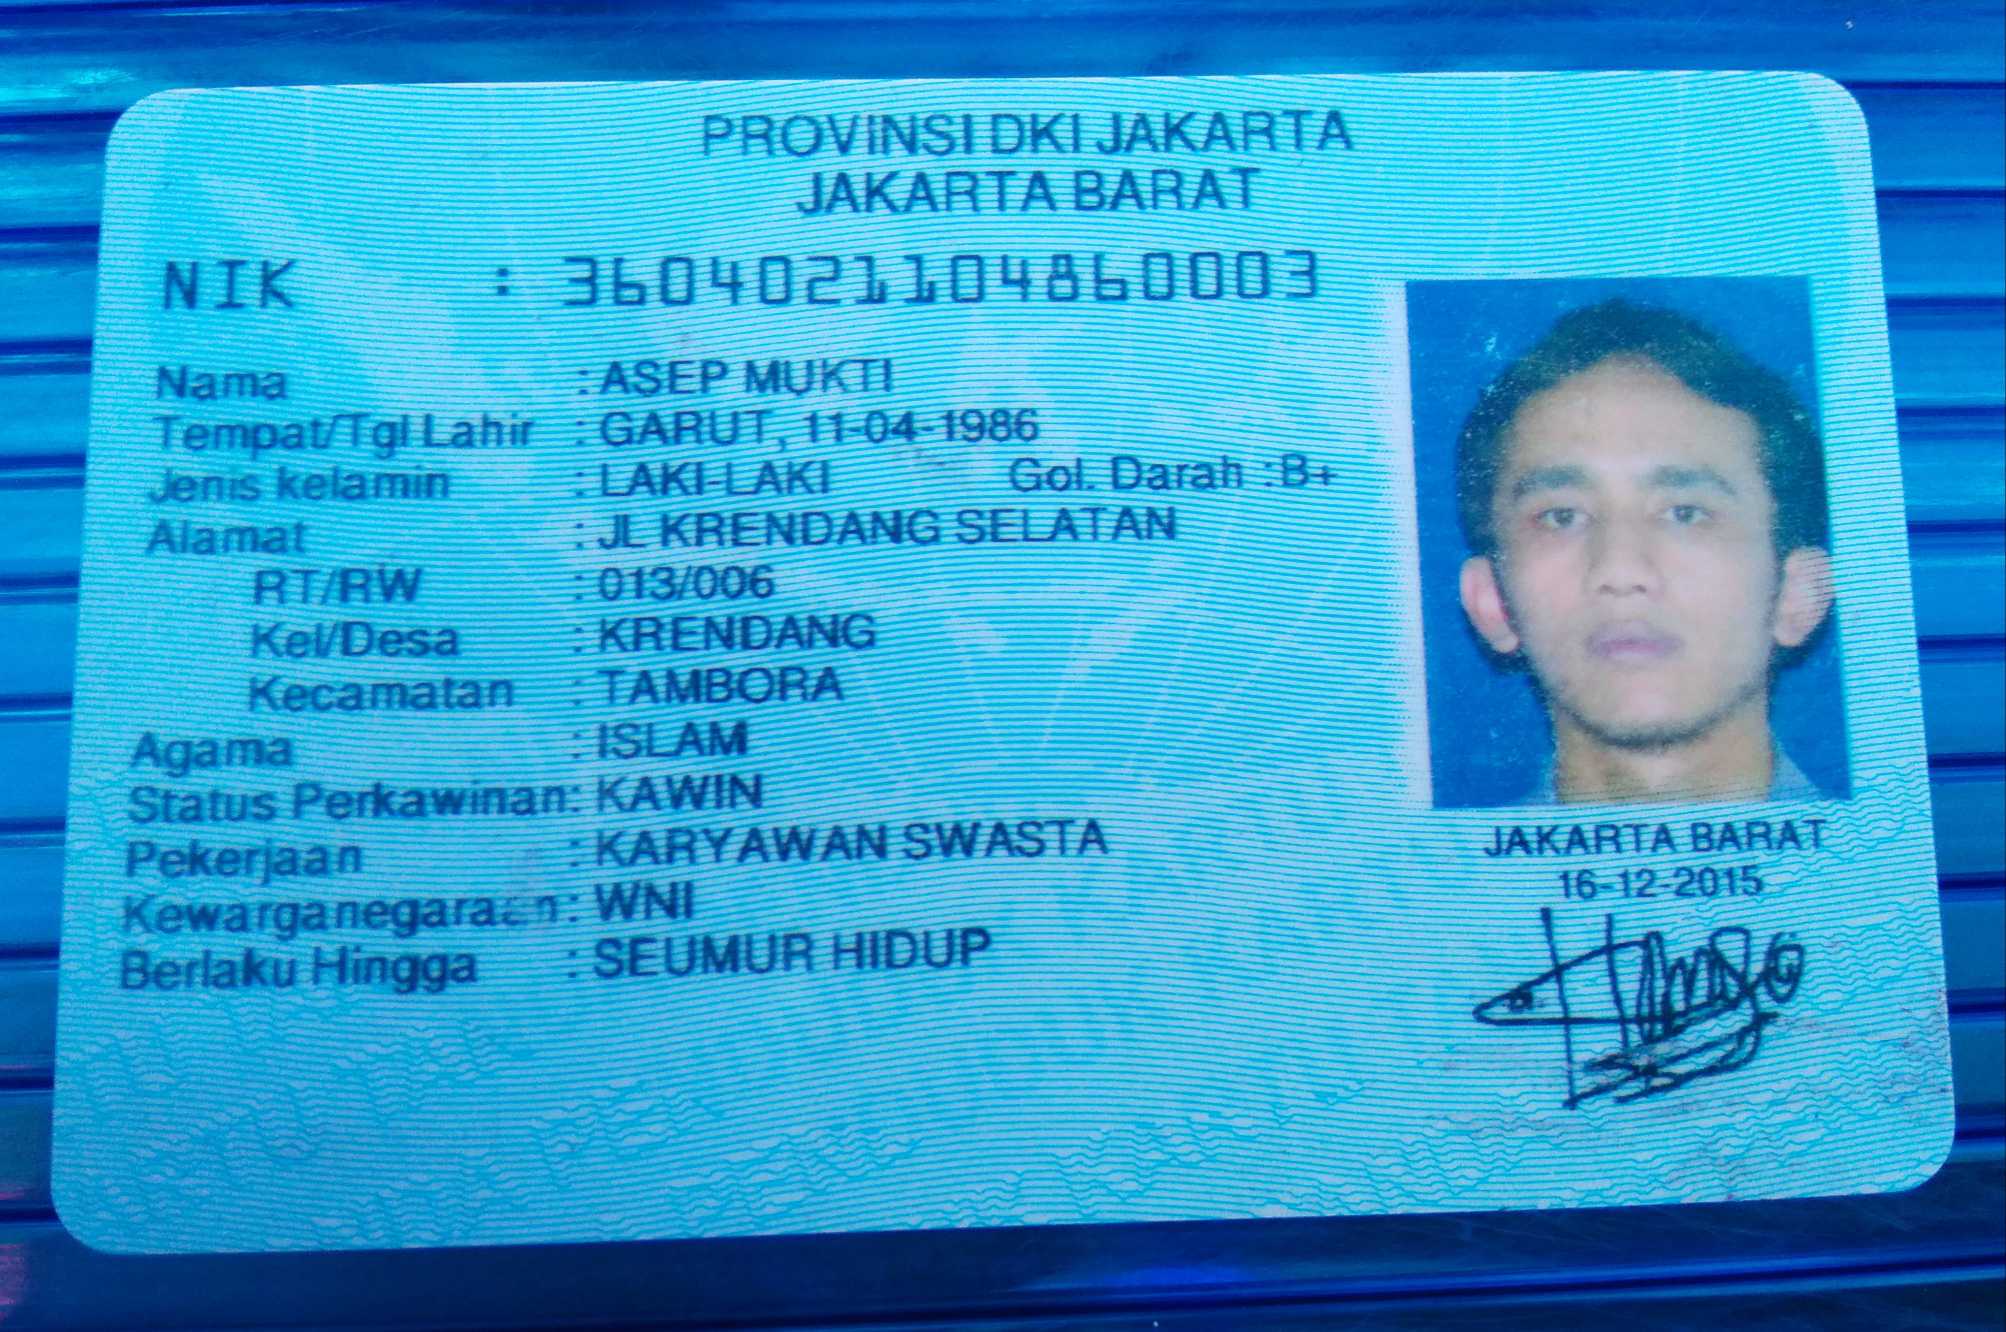 PROVINSI DKI JAKARTA
JAKARTA BARAT
NIK : 3604021104860003
Nama : ASEP MUKTI
Tempat/Tgl Lahir : GARUT, 11-04-1986
Jenis kelamin : LAKI-LAKI Gol. Darah : B+
Alamat : JL KRENDANG SELATAN
RT/RW : 013/006
Kel/Desa : KRENDANG
Kecamatan : TAMBORA
Agama : ISLAM
Status Perkawinan: KAWIN
Pekerjaan : KARYAWAN SWASTA
Kewarganegaraan: WNI
Berlaku Hingga : SEUMUR HIDUP
JAKARTA BARAT
16-12-2015